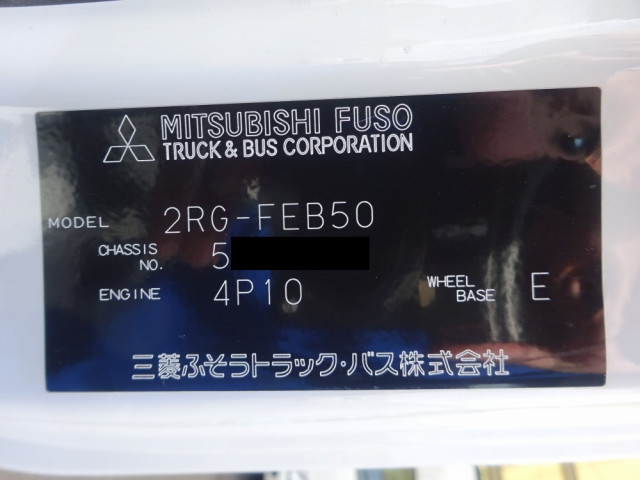 MITSUBISHI FUSO
TRUCK & BUS CORPORATION
MODEL 2RG-FEB50
CHASSIS NO. 5
ENGINE 4P10 WHEEL BASE E
三菱ふそうトラック・バス株式会社